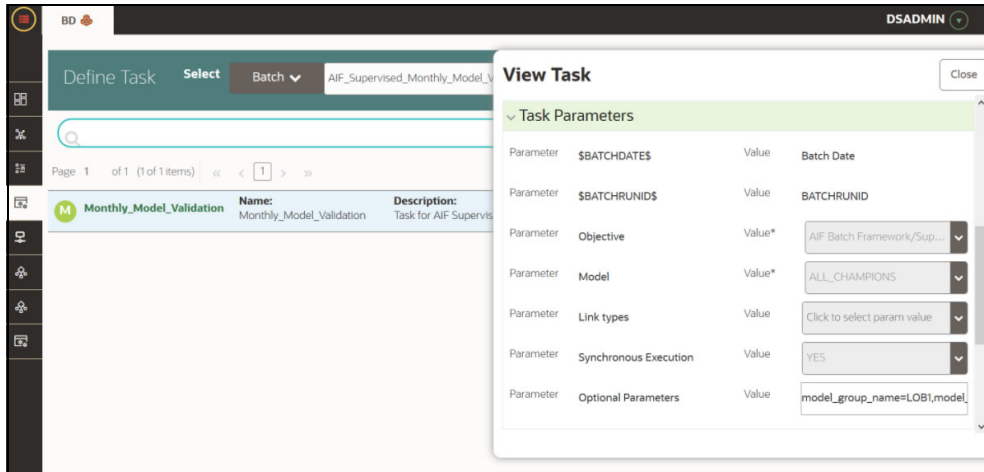 BD
DSADMIN
Define Task Select Batch AIF_Supervised_Monthly_Model_V
Page 1 of 1 (1 of 1 items) « < 1 > »
M Monthly_Model_Validation
Name:
Monthly_Model_Validation
Description:
Task for AIF Supervis
View Task
Close
Task Parameters
Parameter $BATCHDATE$ Value Batch Date
Parameter $BATCHRUNID$ Value BATCHRUNID
Parameter Objective Value* AIF Batch Framework/Sup...
Parameter Model Value* ALL_CHAMPIONS
Parameter Link types Value Click to select param value
Parameter Synchronous Execution Value YES
Parameter Optional Parameters Value model_group_name=LOB1,model_